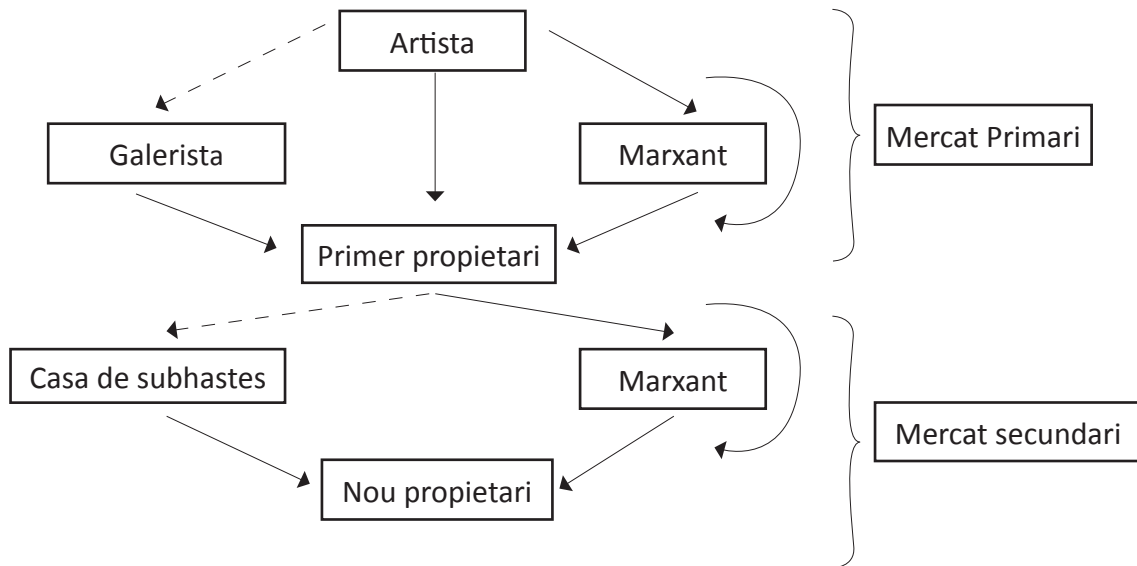 Artista
Galerista
Marxant
Mercat Primari
Primer propietari
Casa de subhastes
Marxant
Mercat secundari
Nou propietari